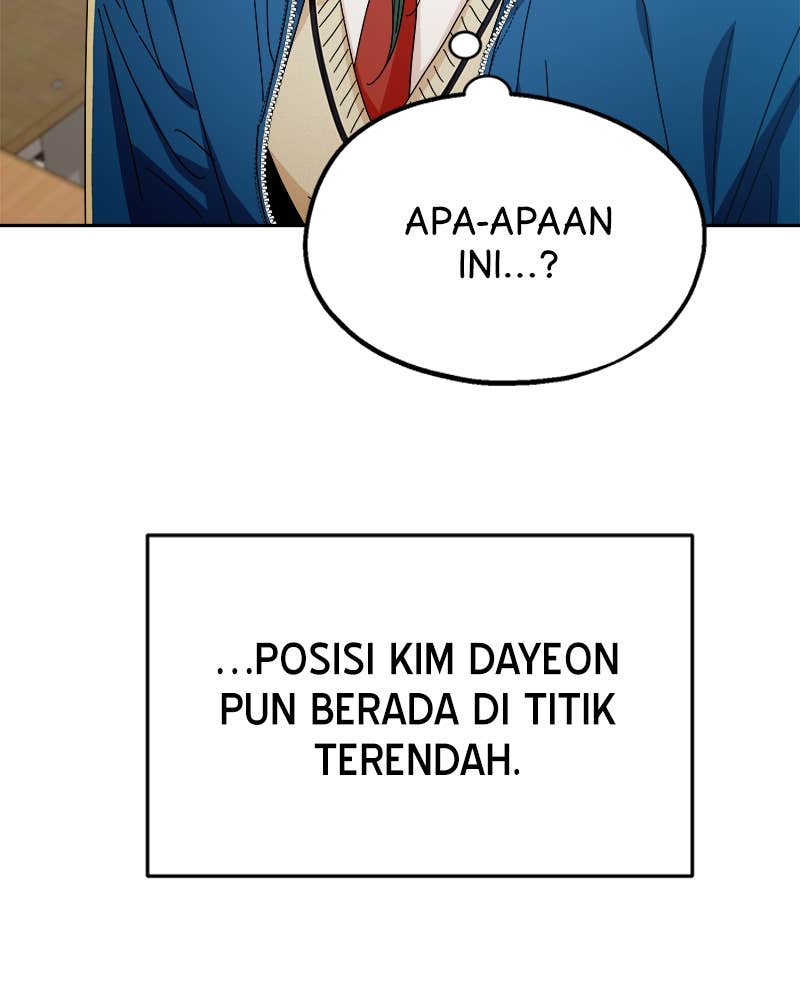 APA-APAAN
INI...?
...POSISI KIM DAYEON
PUN BERADA DI TITIK
TERENDAH.